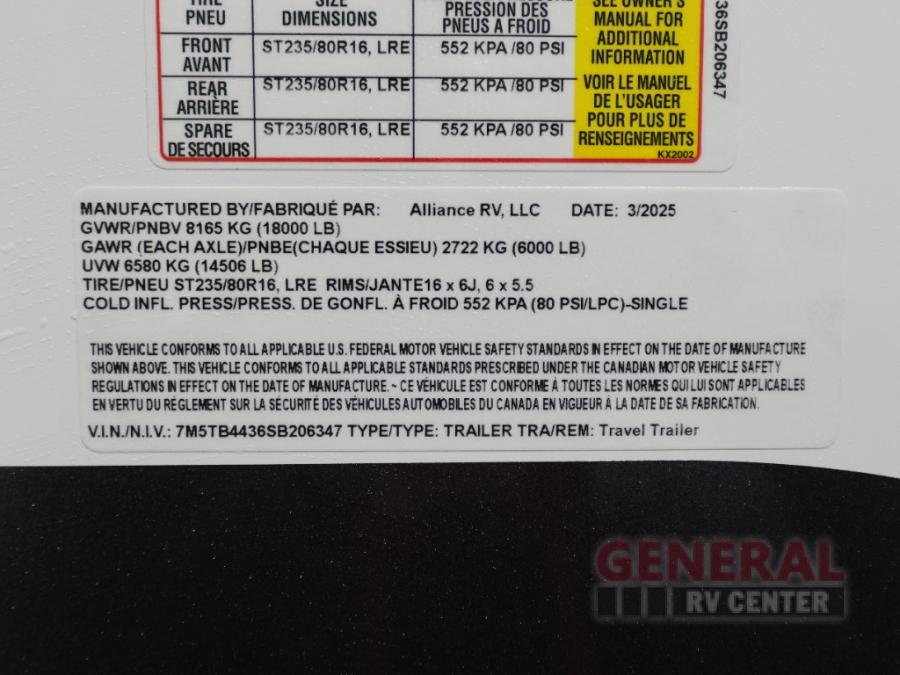 TIRE SIZE
PNEU DIMENSIONS PRESSION DES
PNEUS À FROID
FRONT ST235/80R16, LRE 552 KPA /80 PSI
AVANT
REAR ST235/80R16, LRE 552 KPA /80 PSI
ARRIÈRE
SPARE ST235/80R16, LRE 552 KPA /80 PSI
DE SECOURS
SEE OWNER'S
MANUAL FOR
ADDITIONAL
INFORMATION
VOIR LE MANUEL
DE L'USAGER
POUR PLUS DE
RENSEIGNEMENTS
KX2002
36SB206347
MANUFACTURED BY/FABRIQUÉ PAR: Alliance RV, LLC DATE: 3/2025
GVWR/PNBV 8165 KG (18000 LB)
GAWR (EACH AXLE)/PNBE(CHAQUE ESSIEU) 2722 KG (6000 LB)
UVW 6580 KG (14506 LB)
TIRE/PNEU ST235/80R16, LRE RIMS/JANTE16 x 6J, 6 x 5.5
COLD INFL. PRESS/PRESS. DE GONFL. À FROID 552 KPA (80 PSI/LPC)-SINGLE
THIS VEHICLE CONFORMS TO ALL APPLICABLE U.S. FEDERAL MOTOR VEHICLE SAFETY STANDARDS IN EFFECT ON THE DATE OF MANUFACTURE
SHOWN ABOVE. THIS VEHICLE CONFORMS TO ALL APPLICABLE STANDARDS PRESCRIBED UNDER THE CANADIAN MOTOR VEHICLE SAFETY
REGULATIONS IN EFFECT ON THE DATE OF MANUFACTURE. ~ CE VÉHICULE EST CONFORME À TOUTES LES NORMES QUI LUI SONT APPLICABLES
EN VERTU DU RÉGLEMENT SUR LA SÉCURITÉ DES VÉHICULES AUTOMOBILES DU CANADA EN VIGUEUR À LA DATE DE SA FABRICATION.
V.I.N./N.I.V.: 7M5TB4436SB206347 TYPE/TYPE: TRAILER TRA/REM: Travel Trailer
GENERAL
RV CENTER